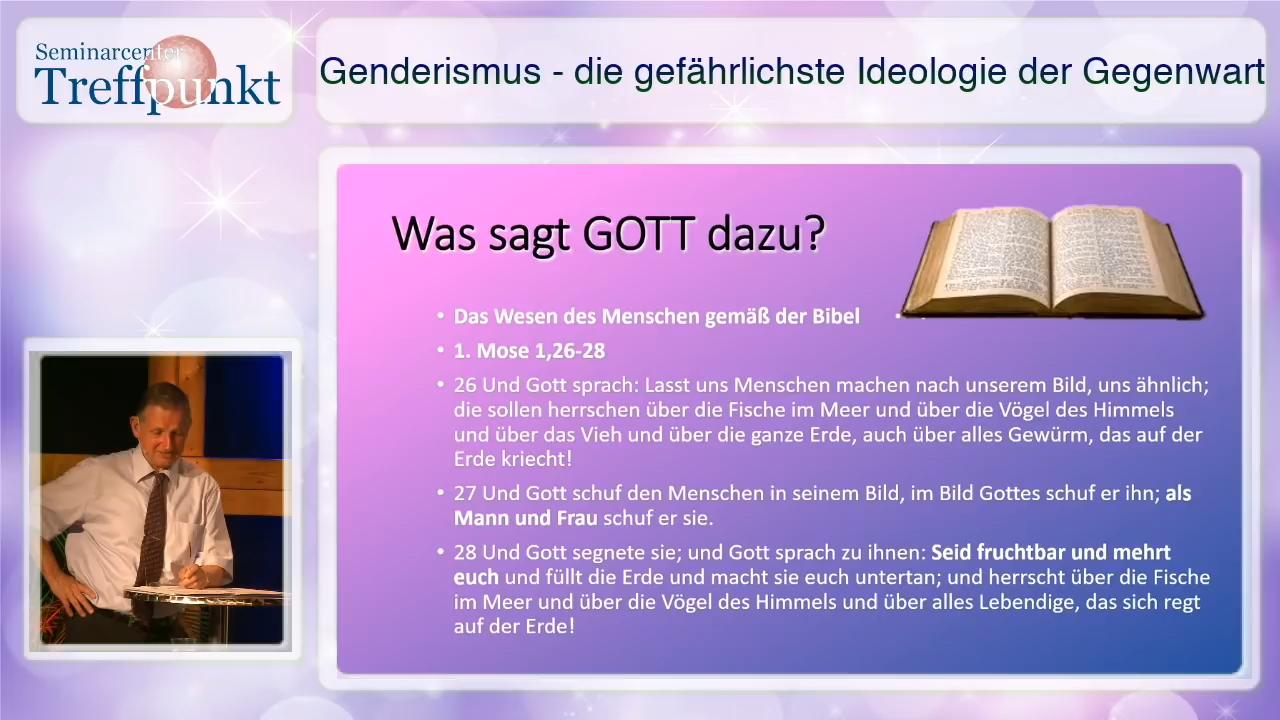 Seminarcenter
Treffpunkt
Genderismus - die gefährlichste Ideologie der Gegenwart
Was sagt GOTT dazu?
• Das Wesen des Menschen gemäß der Bibel
• 1. Mose 1,26-28
• 26 Und Gott sprach: Lasst uns Menschen machen nach unserem Bild, uns ähnlich;
die sollen herrschen über die Fische im Meer und über die Vögel des Himmels
und über das Vieh und über die ganze Erde, auch über alles Gewürm, das auf der
Erde kriecht!
• 27 Und Gott schuf den Menschen in seinem Bild, im Bild Gottes schuf er ihn; als
Mann und Frau schuf er sie.
• 28 Und Gott segnete sie; und Gott sprach zu ihnen: Seid fruchtbar und mehrt
euch und füllt die Erde und macht sie euch untertan; und herrscht über die Fische
im Meer und über die Vögel des Himmels und über alles Lebendige, das sich regt
auf der Erde!